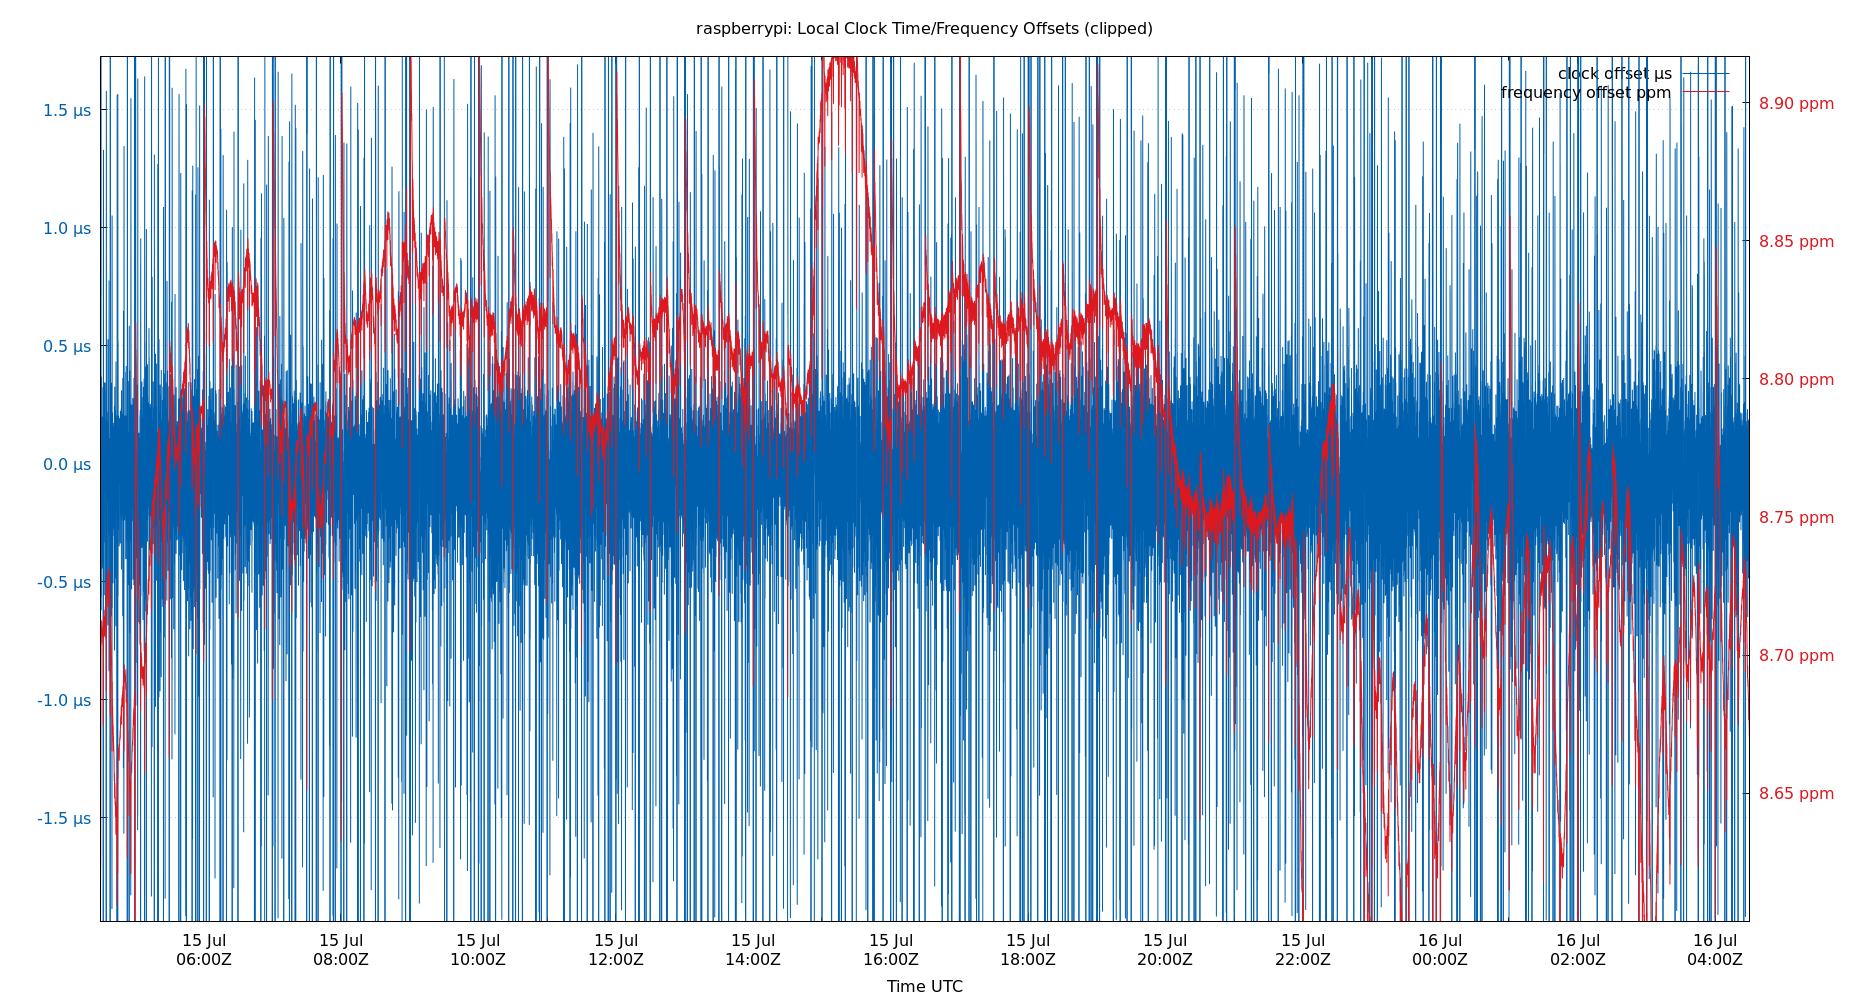 raspberrypi: Local Clock Time/Frequency Offsets (clipped)
clock offset µs
frequency offset ppm
1.5 µs
1.0 µs
0.5 µs
0.0 µs
-0.5 µs
-1.0 µs
-1.5 µs
8.90 ppm
8.85 ppm
8.80 ppm
8.75 ppm
8.70 ppm
8.65 ppm
15 Jul 15 Jul 15 Jul 15 Jul 15 Jul 15 Jul 15 Jul 15 Jul 15 Jul 16 Jul 16 Jul 16 Jul
06:00Z 08:00Z 10:00Z 12:00Z 14:00Z 16:00Z 18:00Z 20:00Z 22:00Z 00:00Z 02:00Z 04:00Z
Time UTC